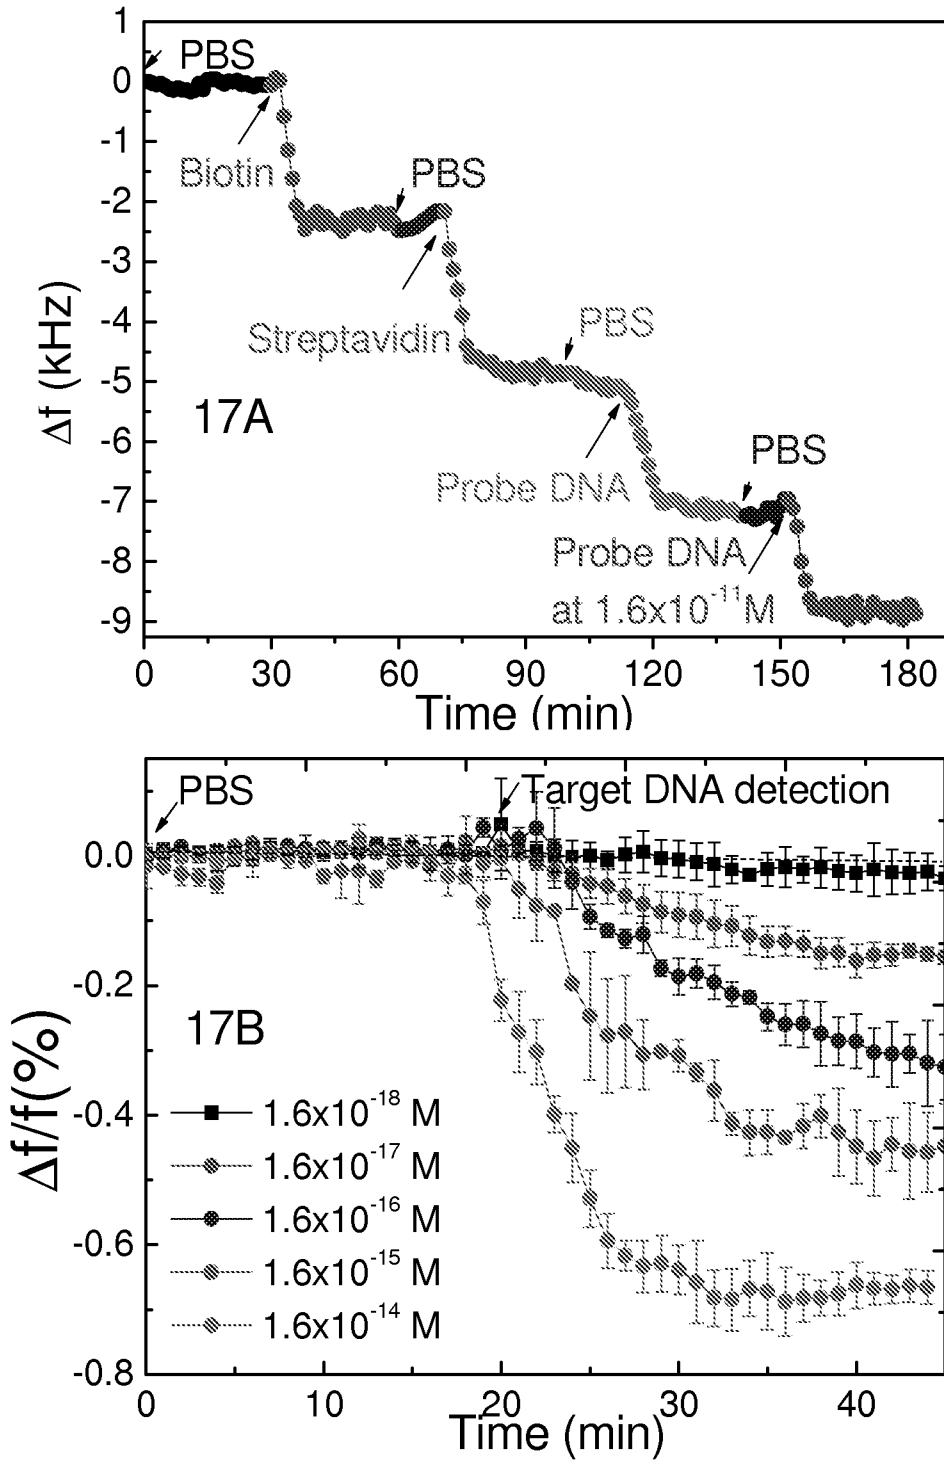 1
PBS
0
-1
Biotin
PBS
-2
-3
Streptavidin
PBS
-4
Δf (kHz)
-5
17A
PBS
-6
Probe DNA
-7
Probe DNA
-8
at 1.6x10⁻¹¹M
-9
0 30 60 90 120 150 180
Time (min)
PBS
Target DNA detection
0.0
-0.2
17B
Δf/f(%)
-0.4
1.6x10⁻¹⁸ M
1.6x10⁻¹⁷ M
1.6x10⁻¹⁶ M
-0.6
1.6x10⁻¹⁵ M
1.6x10⁻¹⁴ M
-0.8
0 10 20 30 40
Time (min)